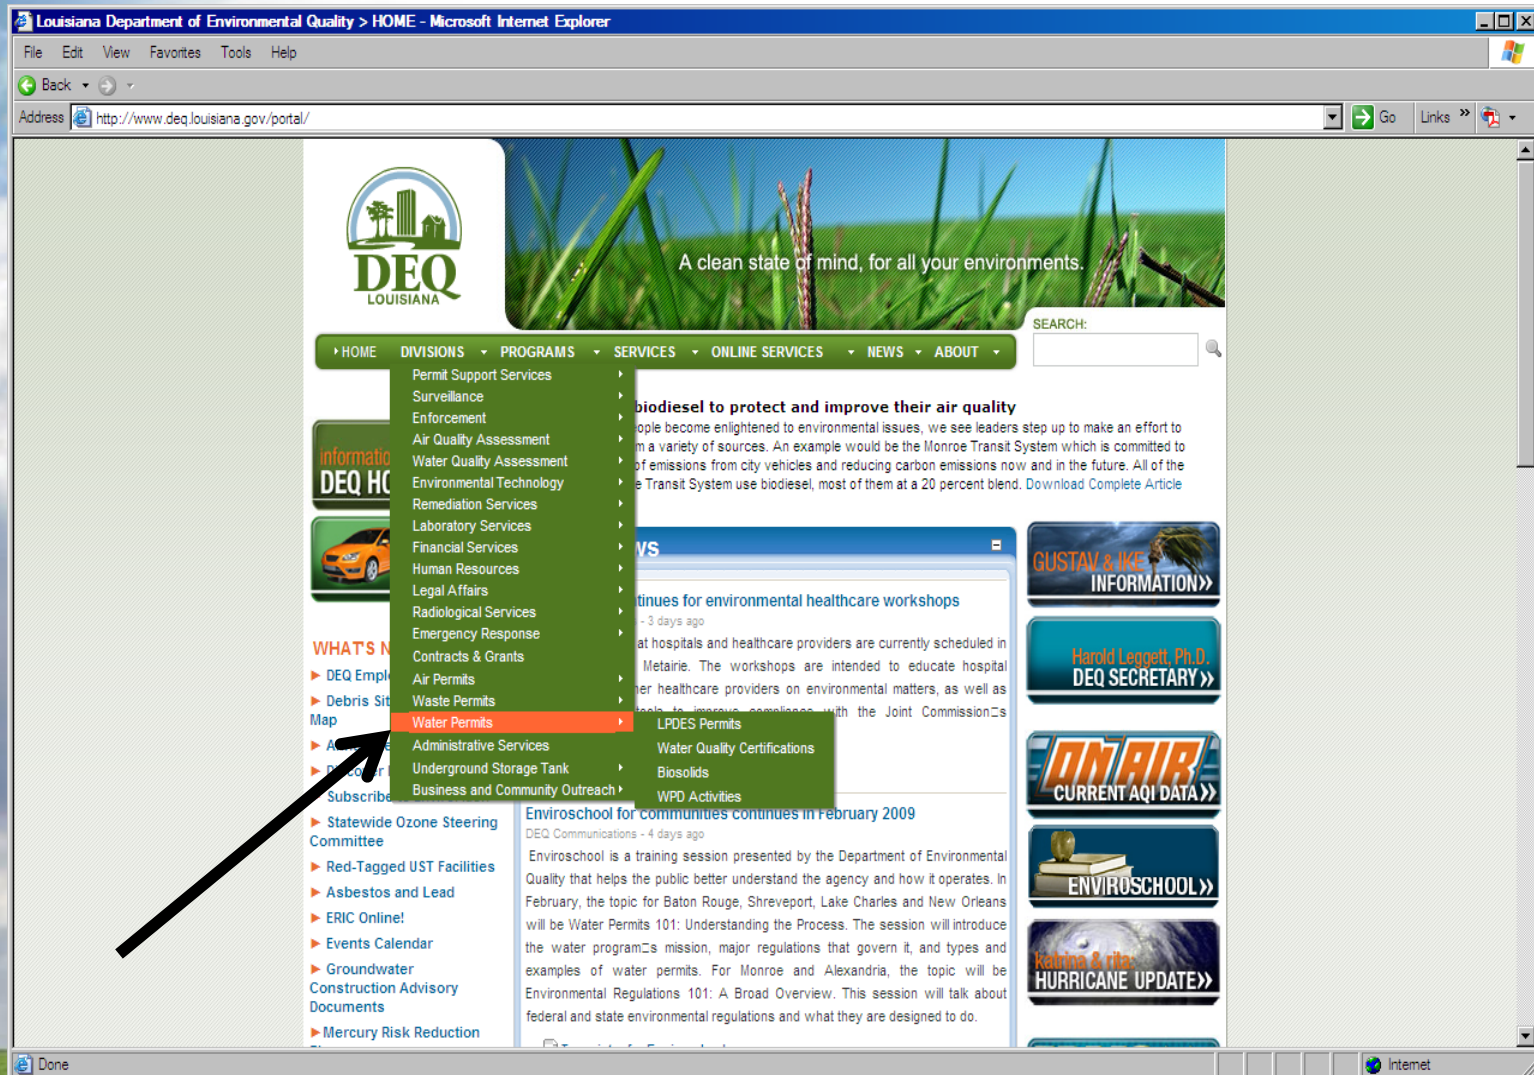 Louisiana Department of Environmental Quality > HOME - Microsoft Internet Explorer
File Edit View Favorites Tools Help
Back
Address http://www.deq.louisiana.gov/portal/ Go Links »
DEQ
LOUISIANA
A clean state of mind, for all your environments.
SEARCH:
HOME DIVISIONS PROGRAMS SERVICES ONLINE SERVICES NEWS ABOUT
Permit Support Services
Surveillance
Enforcement
Air Quality Assessment
Water Quality Assessment
Environmental Technology
Remediation Services
Laboratory Services
Financial Services
Human Resources
Legal Affairs
Radiological Services
Emergency Response
Contracts & Grants
Air Permits
Waste Permits
Water Permits
Administrative Services
Underground Storage Tank
Business and Community Outreach
LPDES Permits
Water Quality Certifications
Biosolids
WPD Activities
DEQ
WHAT'S
DEQ
Debris
Map
Subscribe
Statewide Ozone Steering
Committee
Red-Tagged UST Facilities
Asbestos and Lead
ERIC Online!
Events Calendar
Groundwater
Construction Advisory
Documents
Mercury Risk Reduction
biodiesel to protect and improve their air quality
become enlightened to environmental issues, we see leaders step up to make an effort to
a variety of sources. An example would be the Monroe Transit System which is committed to
of emissions from city vehicles and reducing carbon emissions now and in the future. All of the
Transit System use biodiesel, most of them at a 20 percent blend. Download Complete Article
for environmental healthcare workshops
- 3 days ago
at hospitals and healthcare providers are currently scheduled in
Metairie. The workshops are intended to educate hospital
healthcare providers on environmental matters, as well as
to improve compliance with the Joint Commission
Enviroschool for communities continues in February 2009
DEQ Communications - 4 days ago
Enviroschool is a training session presented by the Department of Environmental
Quality that helps the public better understand the agency and how it operates. In
February, the topic for Baton Rouge, Shreveport, Lake Charles and New Orleans
will be Water Permits 101: Understanding the Process. The session will introduce
the water program mission, major regulations that govern it, and types and
examples of water permits. For Monroe and Alexandria, the topic will be
Environmental Regulations 101: A Broad Overview. This session will talk about
federal and state environmental regulations and what they are designed to do.
GUSTAV & IKE
INFORMATION»
Harold Leggett, Ph.D.
DEQ SECRETARY»
ON AIR
CURRENT AQI DATA»
ENVIROSCHOOL»
katrina & rita:
HURRICANE UPDATE»
Done Internet